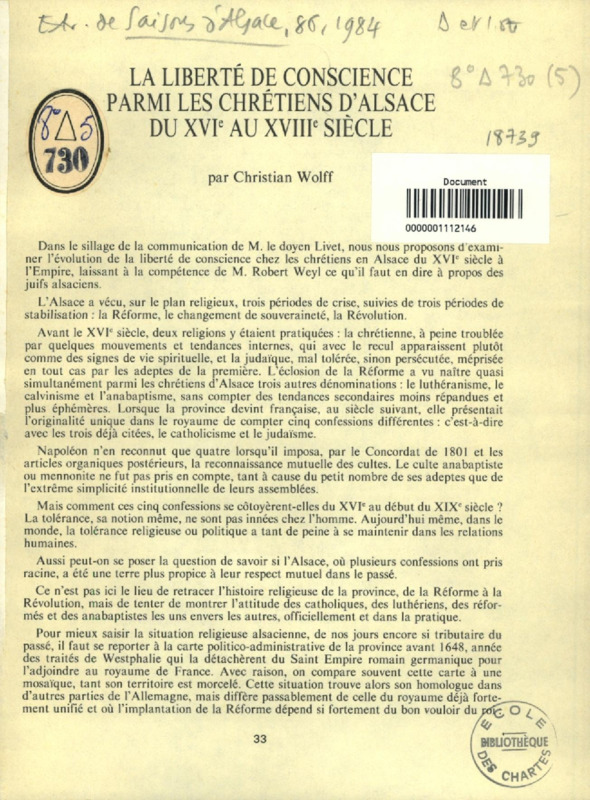 Extr. de Saisons d'Alsace, 86, 1984
8° Δ 730 (5)
18739
8° Δ 5
730
LA LIBERTÉ DE CONSCIENCE
PARMI LES CHRÉTIENS D'ALSACE
DU XVIe AU XVIIIe SIÈCLE
par Christian Wolff
Document
0000001112146
Dans le sillage de la communication de M. le doyen Livet, nous nous proposons d'exami-
ner l'évolution de la liberté de conscience chez les chrétiens en Alsace du XVIe siècle à
l'Empire, laissant à la compétence de M. Robert Weyl ce qu'il faut en dire à propos des
juifs alsaciens.
L'Alsace a vécu, sur le plan religieux, trois périodes de crise, suivies de trois périodes de
stabilisation : la Réforme, le changement de souveraineté, la Révolution.
Avant le XVIe siècle, deux religions y étaient pratiquées : la chrétienne, à peine troublée
par quelques mouvements et tendances internes, qui avec le recul apparaissent plutôt
comme des signes de vie spirituelle, et la judaïque, mal tolérée, sinon persécutée, méprisée
en tout cas par les adeptes de la première. L'éclosion de la Réforme a vu naître quasi
simultanément parmi les chrétiens d'Alsace trois autres dénominations : le luthéranisme, le
calvinisme et l'anabaptisme, sans compter des tendances secondaires moins répandues et
plus éphémères. Lorsque la province devint française, au siècle suivant, elle présentait
l'originalité unique dans le royaume de compter cinq confessions différentes : c'est-à-dire
avec les trois déjà citées, le catholicisme et le judaïsme.
Napoléon n'en reconnut que quatre lorsqu'il imposa, par le Concordat de 1801 et les
articles organiques postérieurs, la reconnaissance mutuelle des cultes. Le culte anabaptiste
ou mennonite ne fut pas pris en compte, tant à cause du petit nombre de ses adeptes que de
l'extrême simplicité institutionnelle de leurs assemblées.
Mais comment ces cinq confessions se côtoyèrent-elles du XVIe au début du XIXe siècle ?
La tolérance, sa notion même, ne sont pas innées chez l'homme. Aujourd'hui même, dans le
monde, la tolérance religieuse ou politique a tant de peine à se maintenir dans les relations
humaines.
Aussi peut-on se poser la question de savoir si l'Alsace, où plusieurs confessions ont pris
racine, a été une terre plus propice à leur respect mutuel dans le passé.
Ce n'est pas ici le lieu de retracer l'histoire religieuse de la province, de la Réforme à la
Révolution, mais de tenter de montrer l'attitude des catholiques, des luthériens, des réfor-
més et des anabaptistes les uns envers les autres, officiellement et dans la pratique.
Pour mieux saisir la situation religieuse alsacienne, de nos jours encore si tributaire du
passé, il faut se reporter à la carte politico-administrative de la province avant 1648, année
des traités de Westphalie qui la détachèrent du Saint Empire romain germanique pour
l'adjoindre au royaume de France. Avec raison, on compare souvent cette carte à une
mosaïque, tant son territoire est morcelé. Cette situation trouve alors son homologue dans
d'autres parties de l'Allemagne, mais diffère passablement de celle du royaume déjà forte-
ment unifié et où l'implantation de la Réforme dépend si fortement du bon vouloir du roi.
33
ÉCOLE
BIBLIOTHÈQUE
DES CHARTES